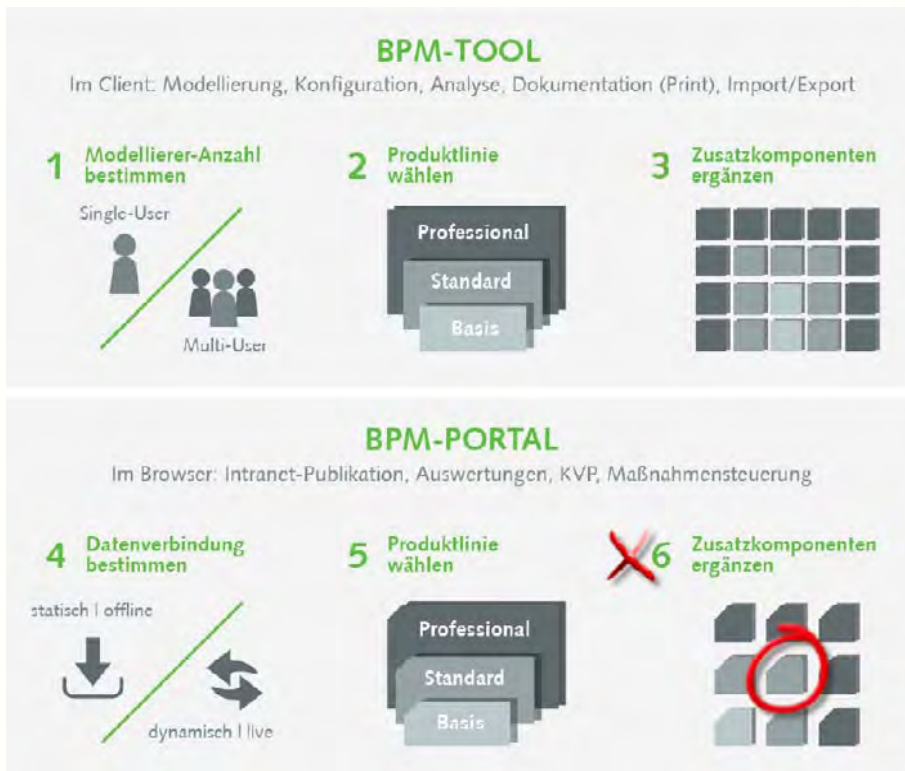 BPM-TOOL
Im Client: Modellierung, Konfiguration, Analyse, Dokumentation (Print), Import/Export
1 Modellierer-Anzahl
bestimmen
Single-User
Multi-User
2 Produktlinie
wählen
Professional
Standard
Basis
3 Zusatzkomponenten
ergänzen
BPM-PORTAL
Im Browser: Intranet-Publikation, Auswertungen, KVP, Maßnahmensteuerung
4 Datenverbindung
bestimmen
statisch | offline
dynamisch | live
5 Produktlinie
wählen
Professional
Standard
Basis
6 Zusatzkomponenten
ergänzen